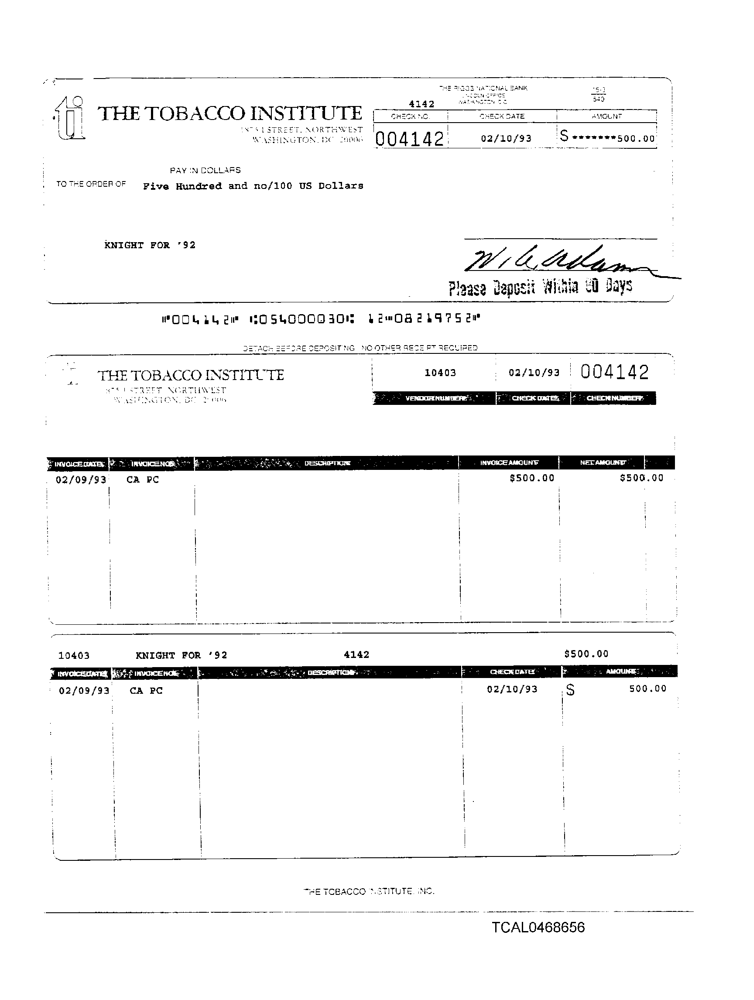 THE RIGGS NATIONAL BANK
LINCOLN OFFICE
WASHINGTON, D.C.
15-3
540
ti THE TOBACCO INSTITUTE
1875 I STREET, NORTHWEST
WASHINGTON, DC 20006
4142
CHECK NO. CHECK DATE AMOUNT
004142 02/10/93 $*******500.00
PAY IN DOLLARS
TO THE ORDER OF Five Hundred and no/100 US Dollars
KNIGHT FOR '92
Please Deposit Within Days
⑈004142⑈ ⑆054000030⑆ 12⑈08219752⑈
DETACH BEFORE DEPOSITING. NO OTHER RECEIPT REQUIRED
THE TOBACCO INSTITUTE
1875 I STREET, NORTHWEST
WASHINGTON, DC 20006
10403 02/10/93 004142
VENDOR NUMBER CHECK DATE CHECK NUMBER
INVOICE DATE INVOICE NO. DESCRIPTION INVOICE AMOUNT NET AMOUNT
02/09/93 CA PC $500.00 $500.00
10403 KNIGHT FOR '92 4142 $500.00
INVOICE DATE INVOICE NO. DESCRIPTION CHECK DATE AMOUNT
02/09/93 CA PC 02/10/93 $ 500.00
THE TOBACCO INSTITUTE, INC.
TCAL0468656